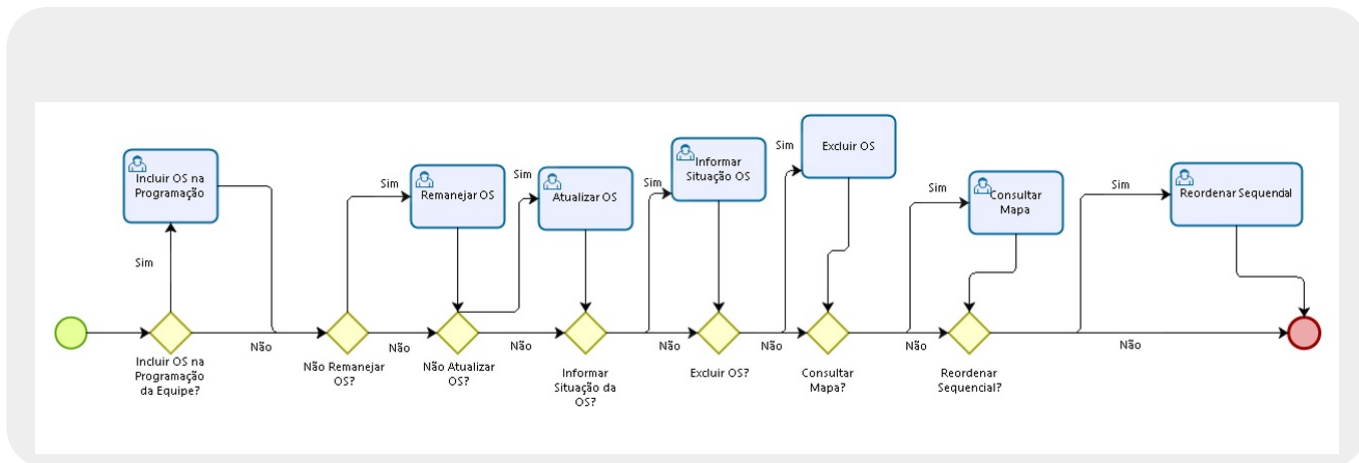 Incluir OS na
Programação
Sim
Incluir OS na
Programação
da Equipe?
Não
Sim
Remanejar OS
Não Remanejar
OS?
Não
Sim
Atualizar OS
Não Atualizar
OS?
Não
Sim
Informar
Situação OS
Informar
Situação da
OS?
Não
Sim
Excluir OS
Excluir OS?
Não
Sim
Consultar
Mapa
Consultar
Mapa?
Não
Sim
Reordenar Sequencial
Reordenar
Sequencial?
Não